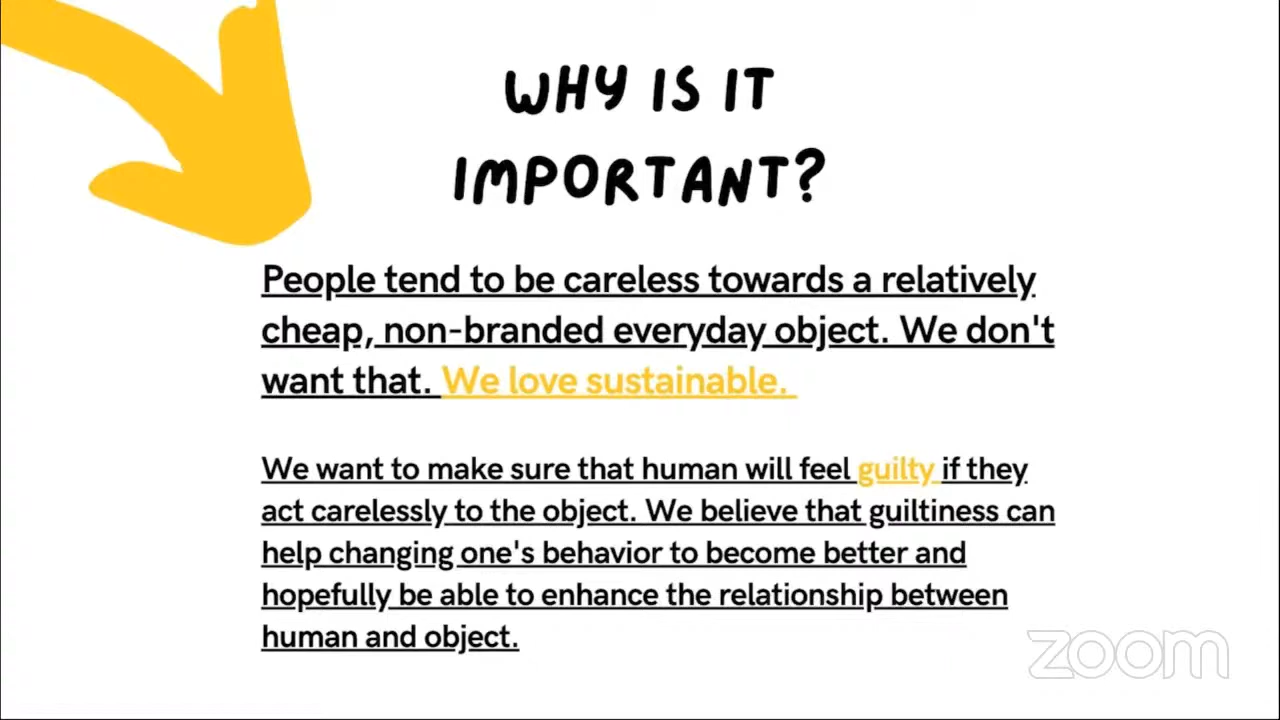 WHY IS IT
IMPORTANT?
People tend to be careless towards a relatively
cheap, non-branded everyday object. We don't
want that. We love sustainable.
We want to make sure that human will feel guilty if they
act carelessly to the object. We believe that guiltiness can
help changing one's behavior to become better and
hopefully be able to enhance the relationship between
human and object.
zoom